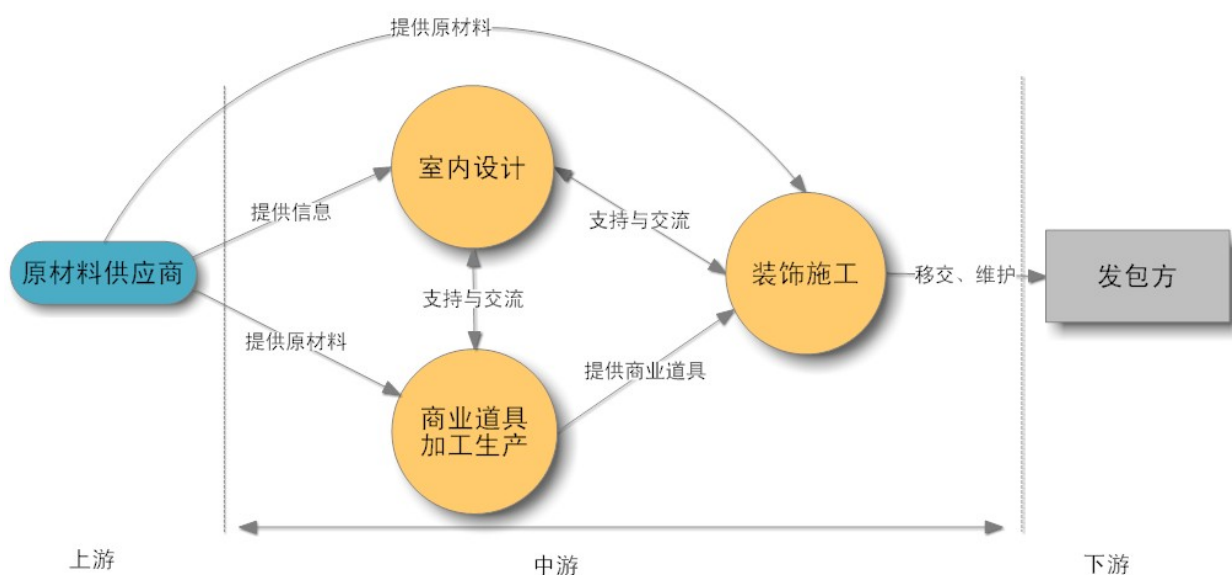 提供原材料
室内设计
提供信息
支持与交流
原材料供应商
装饰施工
移交、维护
发包方
支持与交流
提供原材料
提供商业道具
商业道具
加工生产
上游
中游
下游